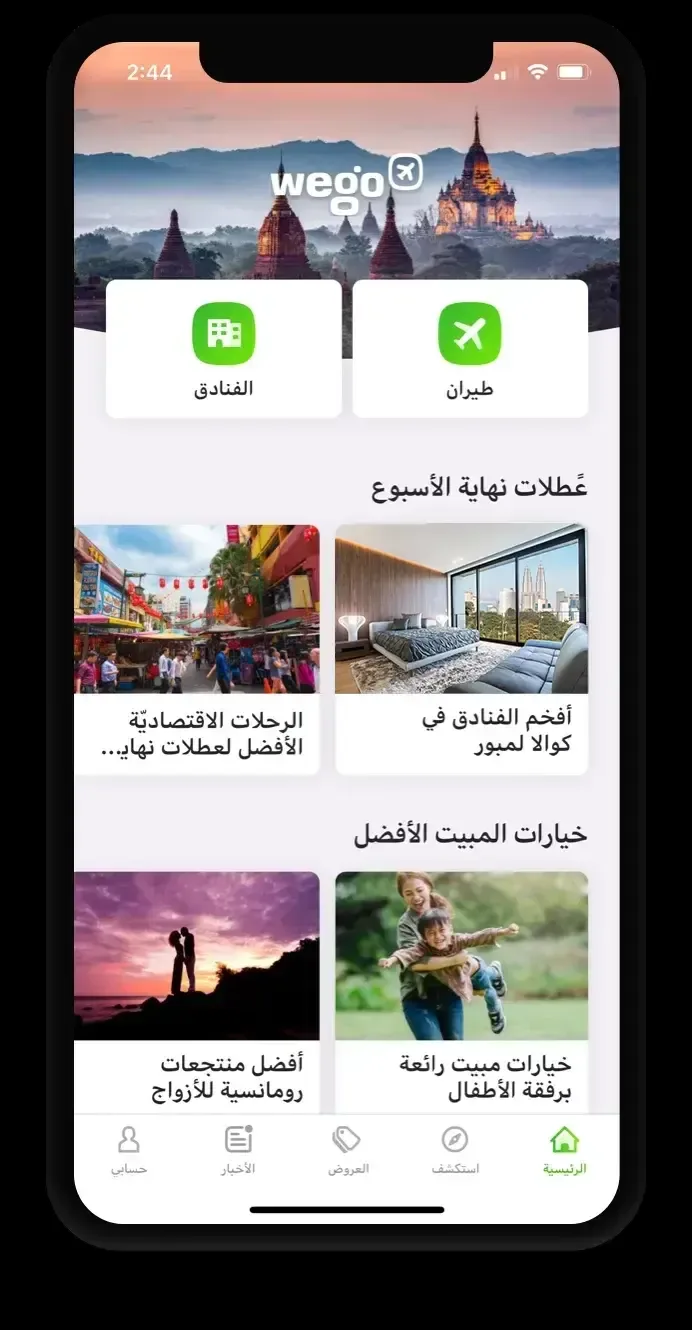 2:44
wego
طيران
الفنادق
عًطلات نهاية الأسبوع
أفخم الفنادق في
كوالا لمبور
الرحلات الاقتصاديّة
الأفضل لعطلات نهايـ...
خيارات المبيت الأفضل
خيارات مبيت رائعة
برفقة الأطفال
أفضل منتجعات
رومانسية للأزواج
الرئيسية
استكشف
العروض
الأخبار
حسابي